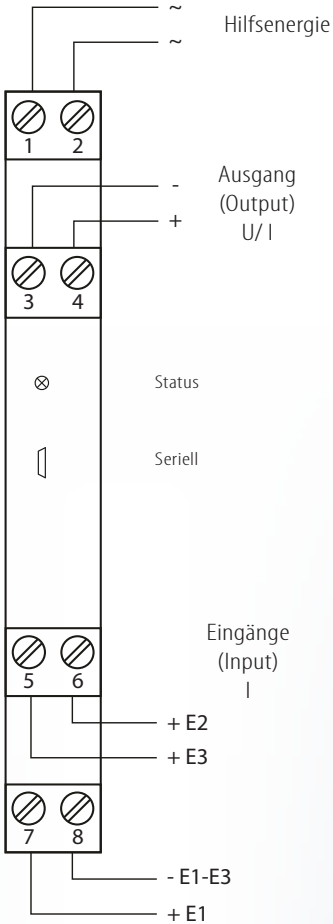 ~
Hilfsenergie
~
1 2
-
Ausgang
(Output)
+
U/ I
3 4
Status
Seriell
Eingänge
(Input)
I
5 6
+ E2
+ E3
7 8
- E1-E3
+ E1